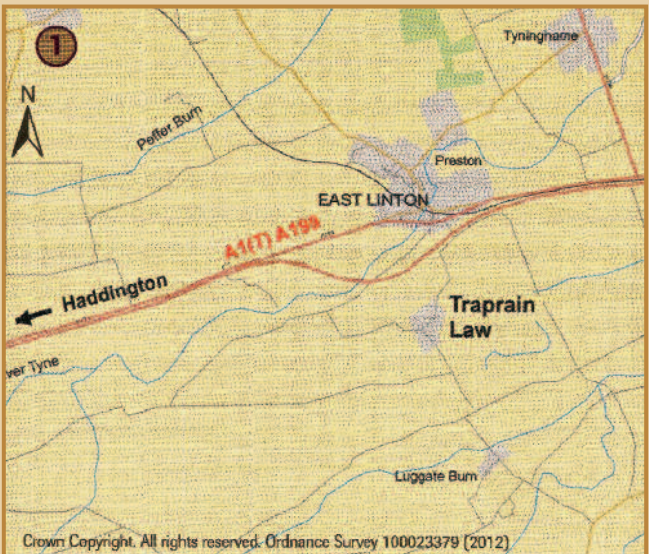 1
Tyninghame
N
Peffer Burn
Preston
EAST LINTON
A1(T) A199
Haddington
Traprain
Law
ver Tyne
Luggate Burn
Crown Copyright. All rights reserved. Ordnance Survey 100023379 (2012)